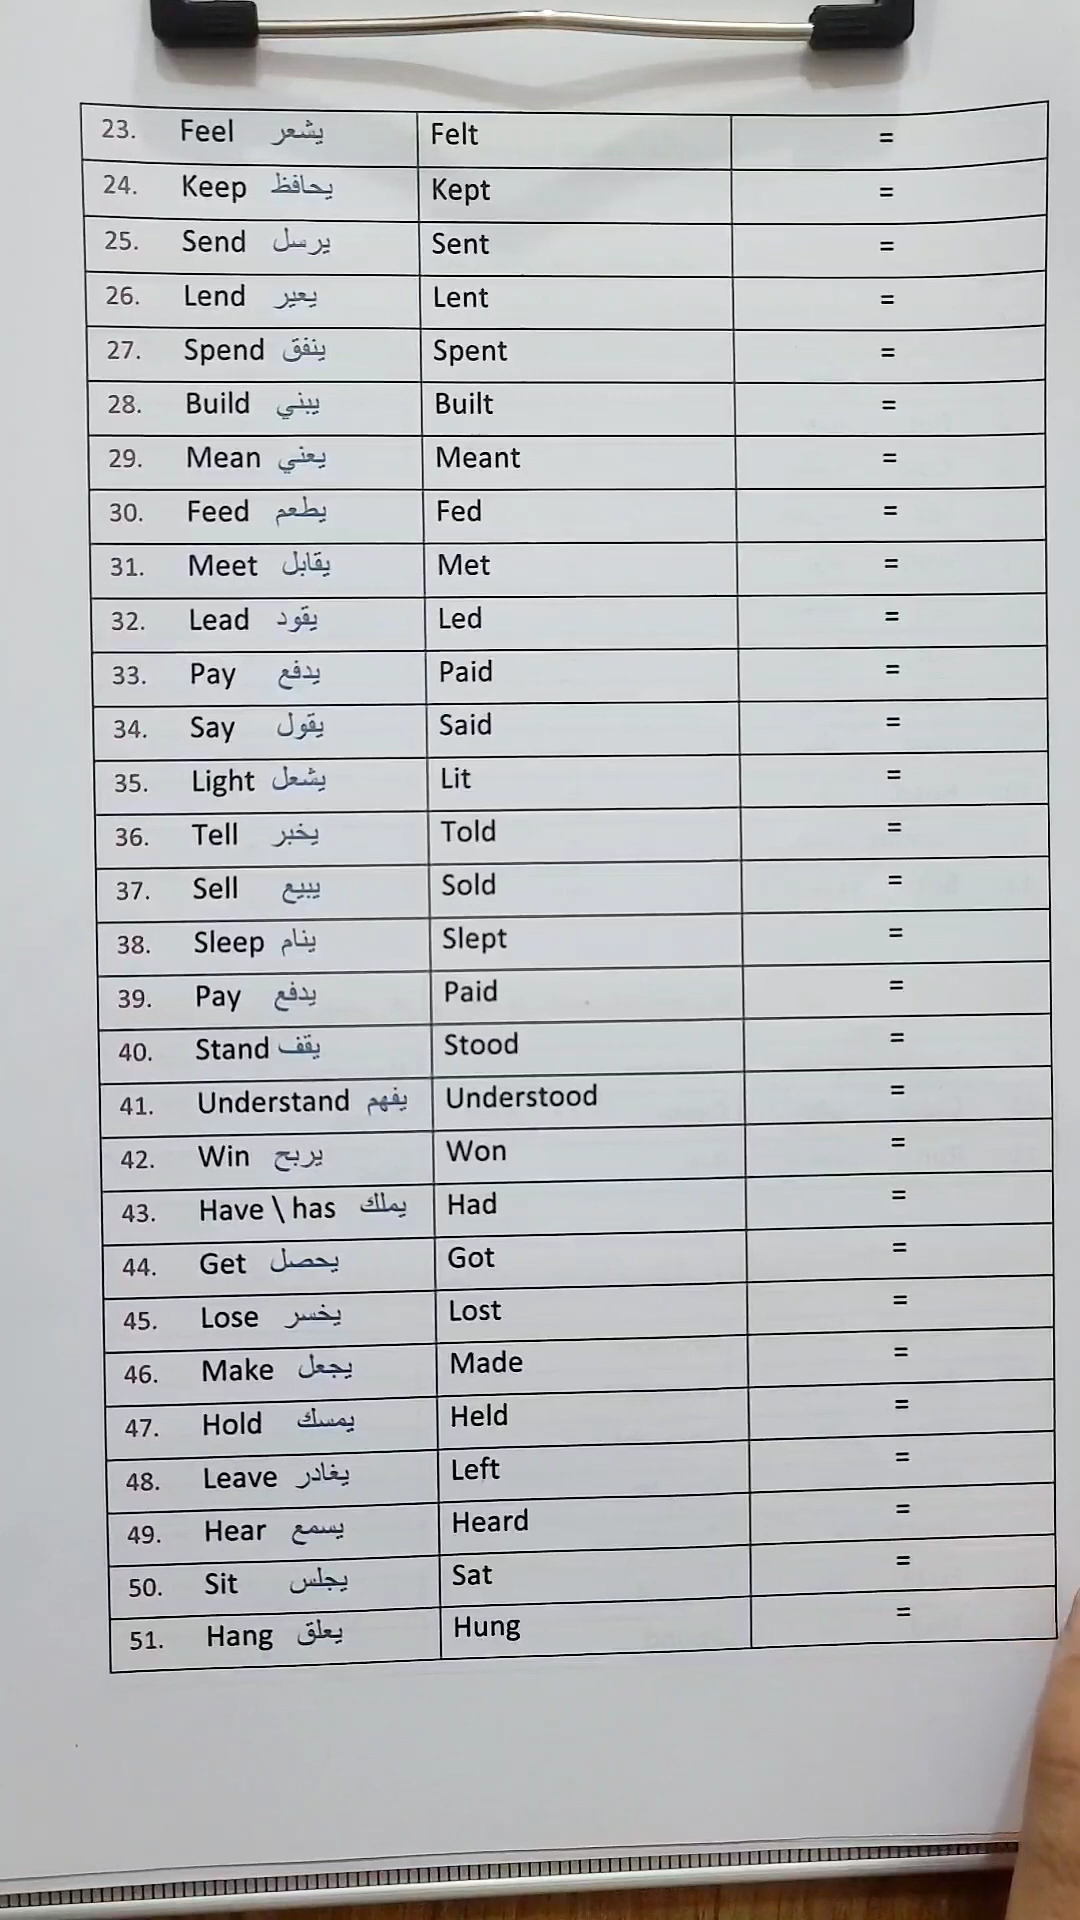 23. Feel يشعر Felt =
24. Keep يحافظ Kept =
25. Send يرسل Sent =
26. Lend يعير Lent =
27. Spend ينفق Spent =
28. Build يبني Built =
29. Mean يعني Meant =
30. Feed يطعم Fed =
31. Meet يقابل Met =
32. Lead يقود Led =
33. Pay يدفع Paid =
34. Say يقول Said =
35. Light يشعل Lit =
36. Tell يخبر Told =
37. Sell يبيع Sold =
38. Sleep ينام Slept =
39. Pay يدفع Paid =
40. Stand يقف Stood =
41. Understand يفهم Understood =
42. Win يربح Won =
43. Have \ has يملك Had =
44. Get يحصل Got =
45. Lose يخسر Lost =
46. Make يجعل Made =
47. Hold يمسك Held =
48. Leave يغادر Left =
49. Hear يسمع Heard =
50. Sit يجلس Sat =
51. Hang يعلق Hung =